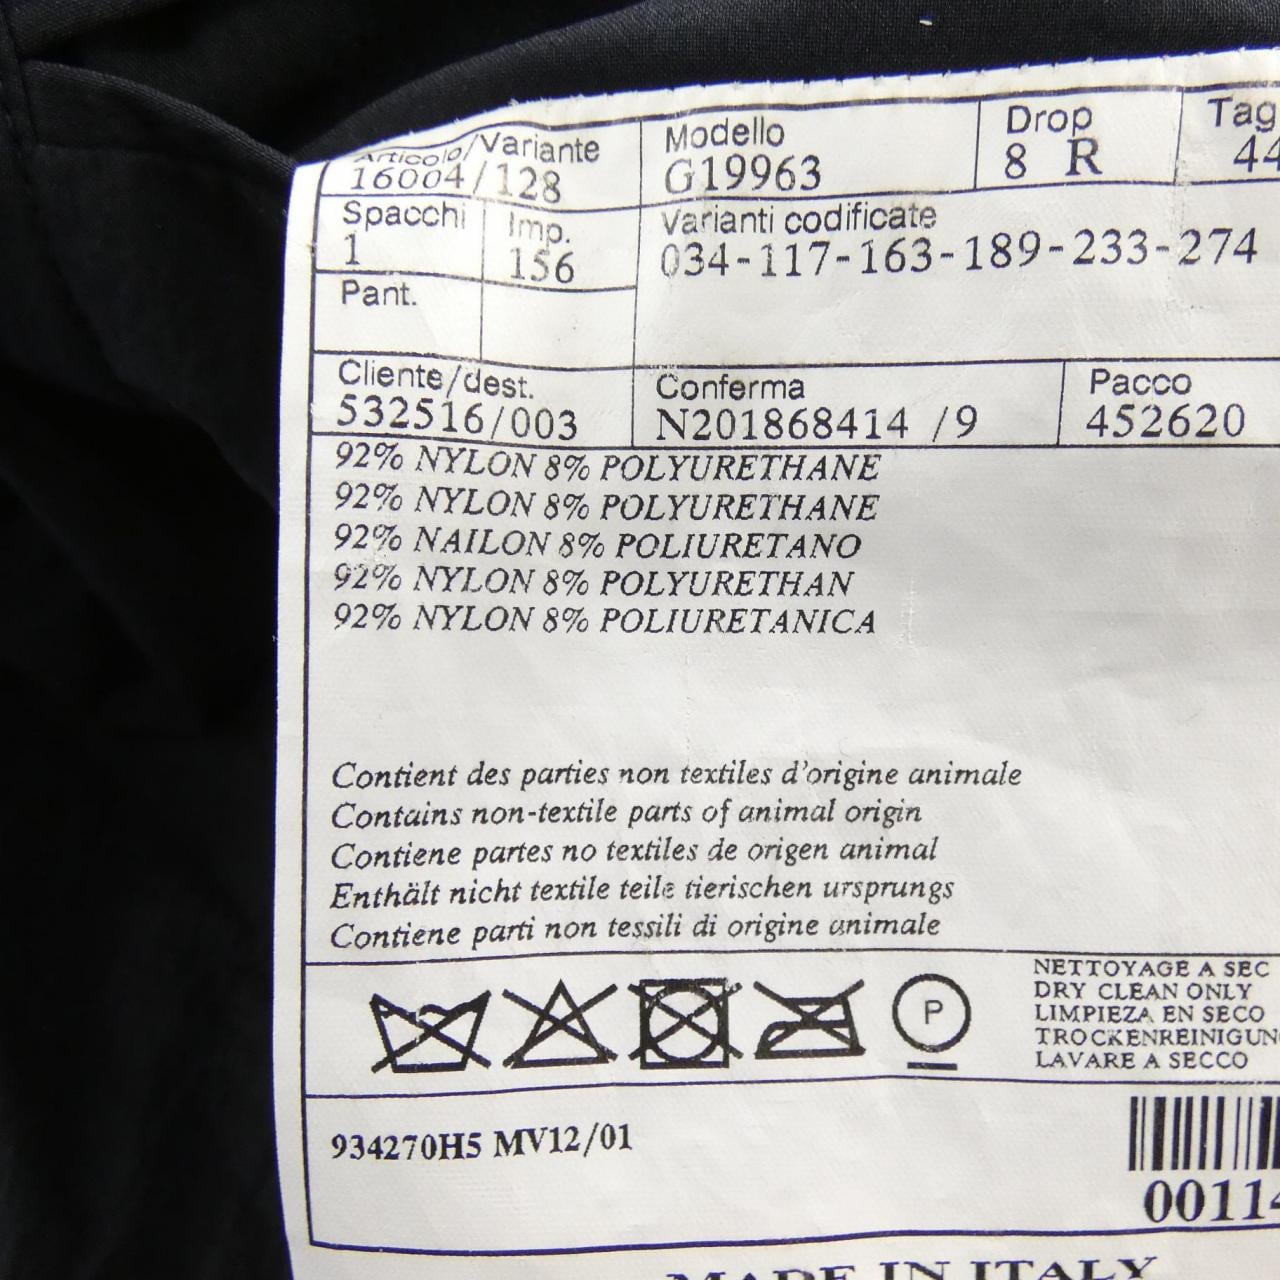 Articolo/Variante Modello Drop Tag
16004/128 G19963 8 R 44
Spacchi Imp. Varianti codificate
1 156 034-117-163-189-233-274
Pant.
Cliente/dest. Conferma Pacco
532516/003 N201868414 /9 452620
92% NYLON 8% POLYURETHANE
92% NYLON 8% POLYURETHANE
92% NAILON 8% POLIURETANO
92% NYLON 8% POLYURETHAN
92% NYLON 8% POLIURETANICA
Contient des parties non textiles d'origine animale
Contains non-textile parts of animal origin
Contiene partes no textiles de origen animal
Enthält nicht textile teile tierischen ursprungs
Contiene parti non tessili di origine animale
P
NETTOYAGE A SEC
DRY CLEAN ONLY
LIMPIEZA EN SECO
TROCKENREINIGUN
LAVARE A SECCO
934270H5 MV12/01
00114
MADE IN ITALY